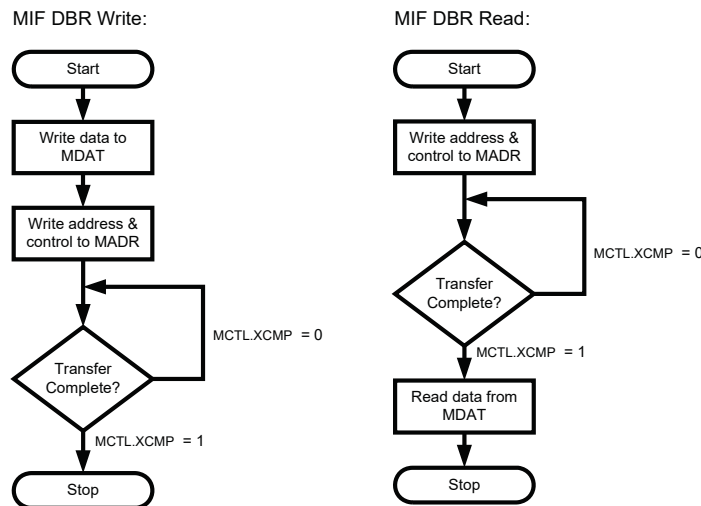 MIF DBR Write:
Start
Write data to
MDAT
Write address &
control to MADR
MCTL.XCMP = 0
Transfer
Complete?
MCTL.XCMP = 1
Stop
MIF DBR Read:
Start
Write address &
control to MADR
MCTL.XCMP = 0
Transfer
Complete?
MCTL.XCMP = 1
Read data from
MDAT
Stop